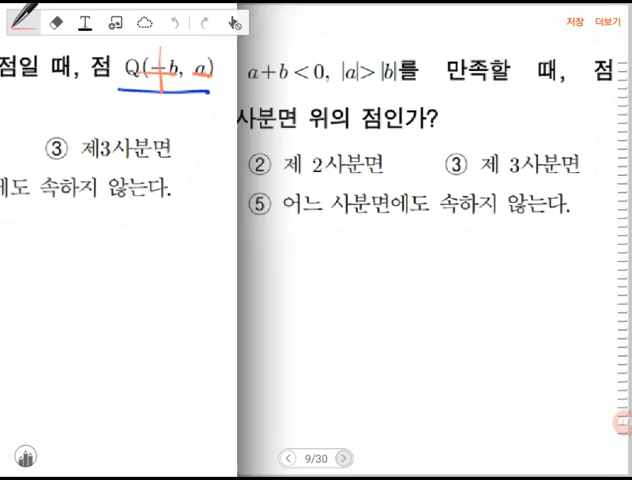 저장 더보기
점일 때, 점 Q(−b, a)
③ 제3사분면
에도 속하지 않는다.
a+b<0, |a|>|b|를 만족할 때, 점
사분면 위의 점인가?
② 제 2사분면 ③ 제 3사분면
⑤ 어느 사분면에도 속하지 않는다.
9/30